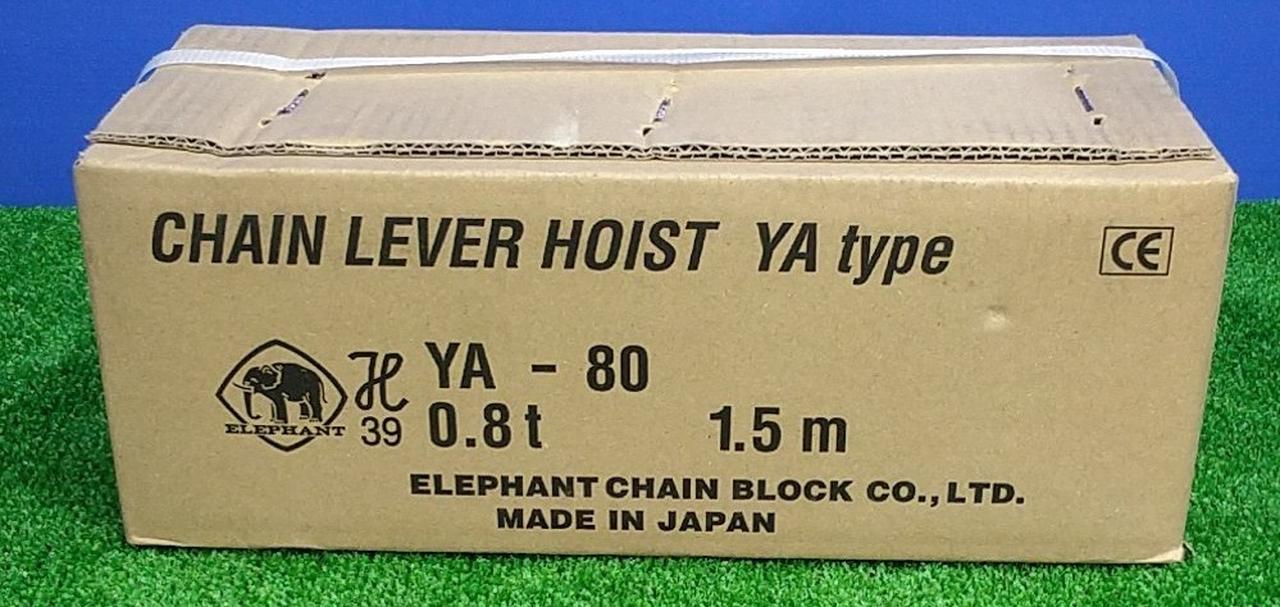 CHAIN LEVER HOIST YA type
CE
YA - 80
ELEPHANT
H
39
0.8 t 1.5 m
ELEPHANT CHAIN BLOCK CO., LTD.
MADE IN JAPAN